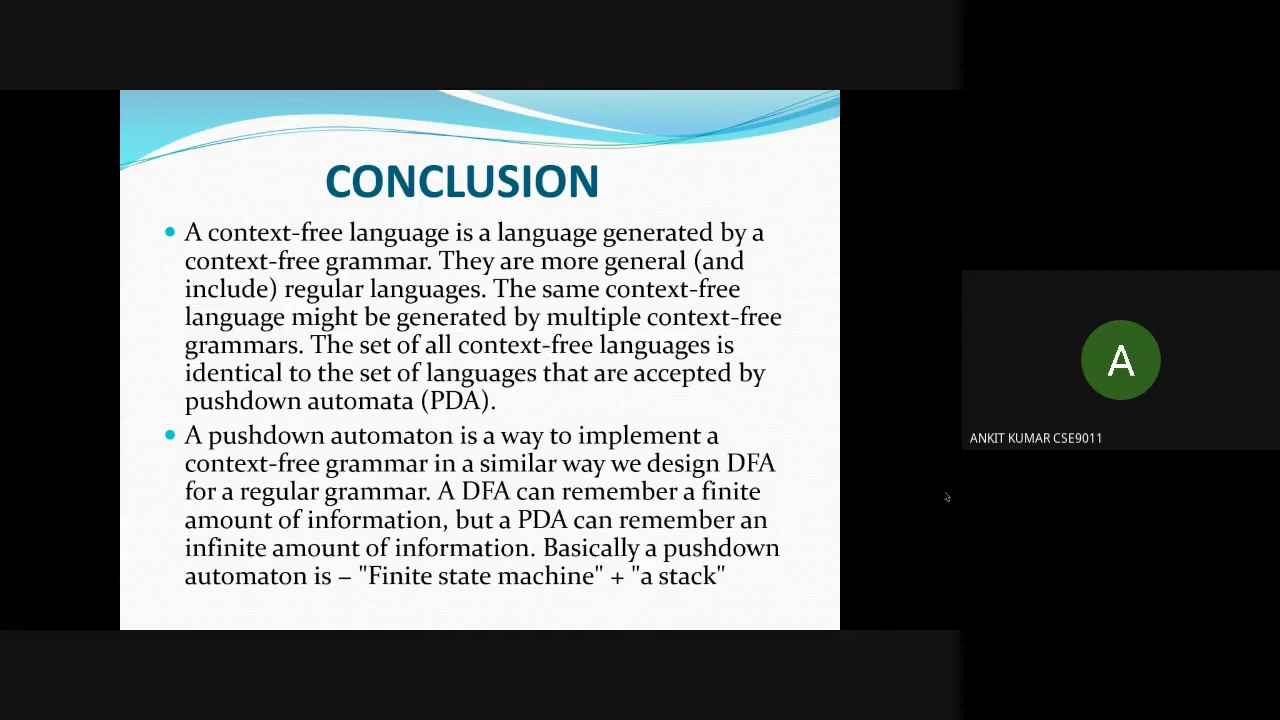 CONCLUSION
A context-free language is a language generated by a
context-free grammar. They are more general (and
include) regular languages. The same context-free
language might be generated by multiple context-free
grammars. The set of all context-free languages is
identical to the set of languages that are accepted by
pushdown automata (PDA).
A pushdown automaton is a way to implement a
context-free grammar in a similar way we design DFA
for a regular grammar. A DFA can remember a finite
amount of information, but a PDA can remember an
infinite amount of information. Basically a pushdown
automaton is – "Finite state machine" + "a stack"
A
ANKIT KUMAR CSE9011